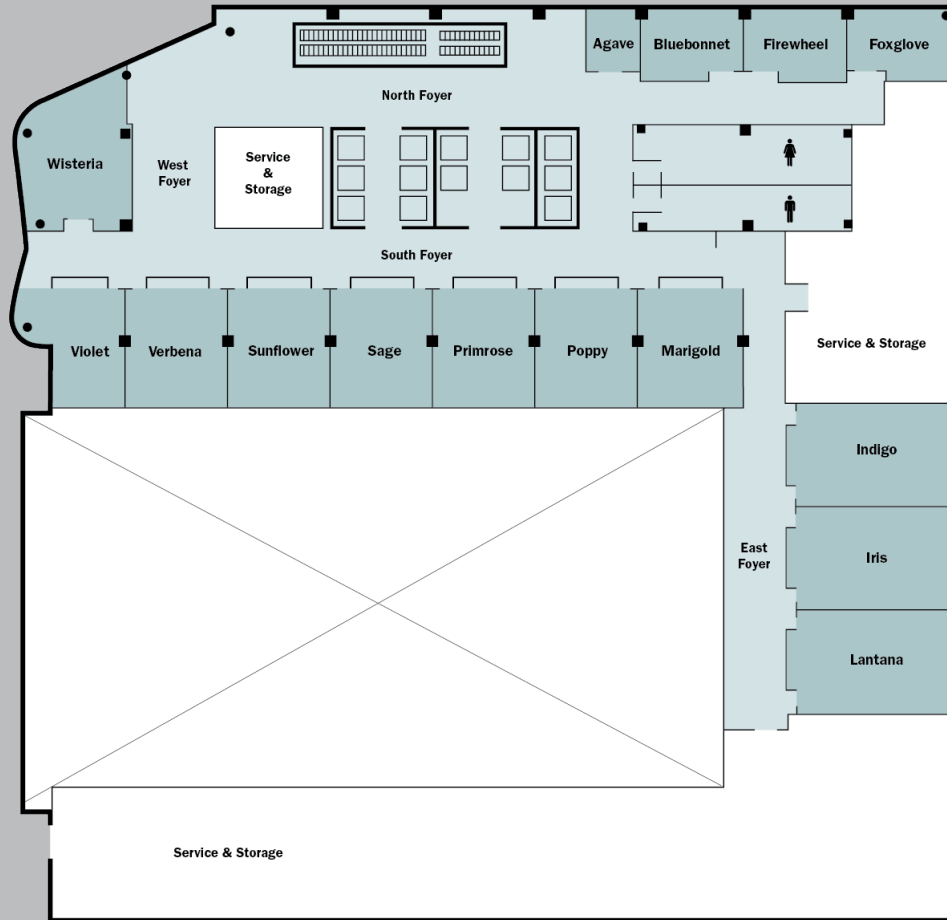 Agave
Bluebonnet
Firewheel
Foxglove
North Foyer
Wisteria
West
Foyer
Service
&
Storage
South Foyer
Violet
Verbena
Sunflower
Sage
Primrose
Poppy
Marigold
Service & Storage
Indigo
East
Foyer
Iris
Lantana
Service & Storage